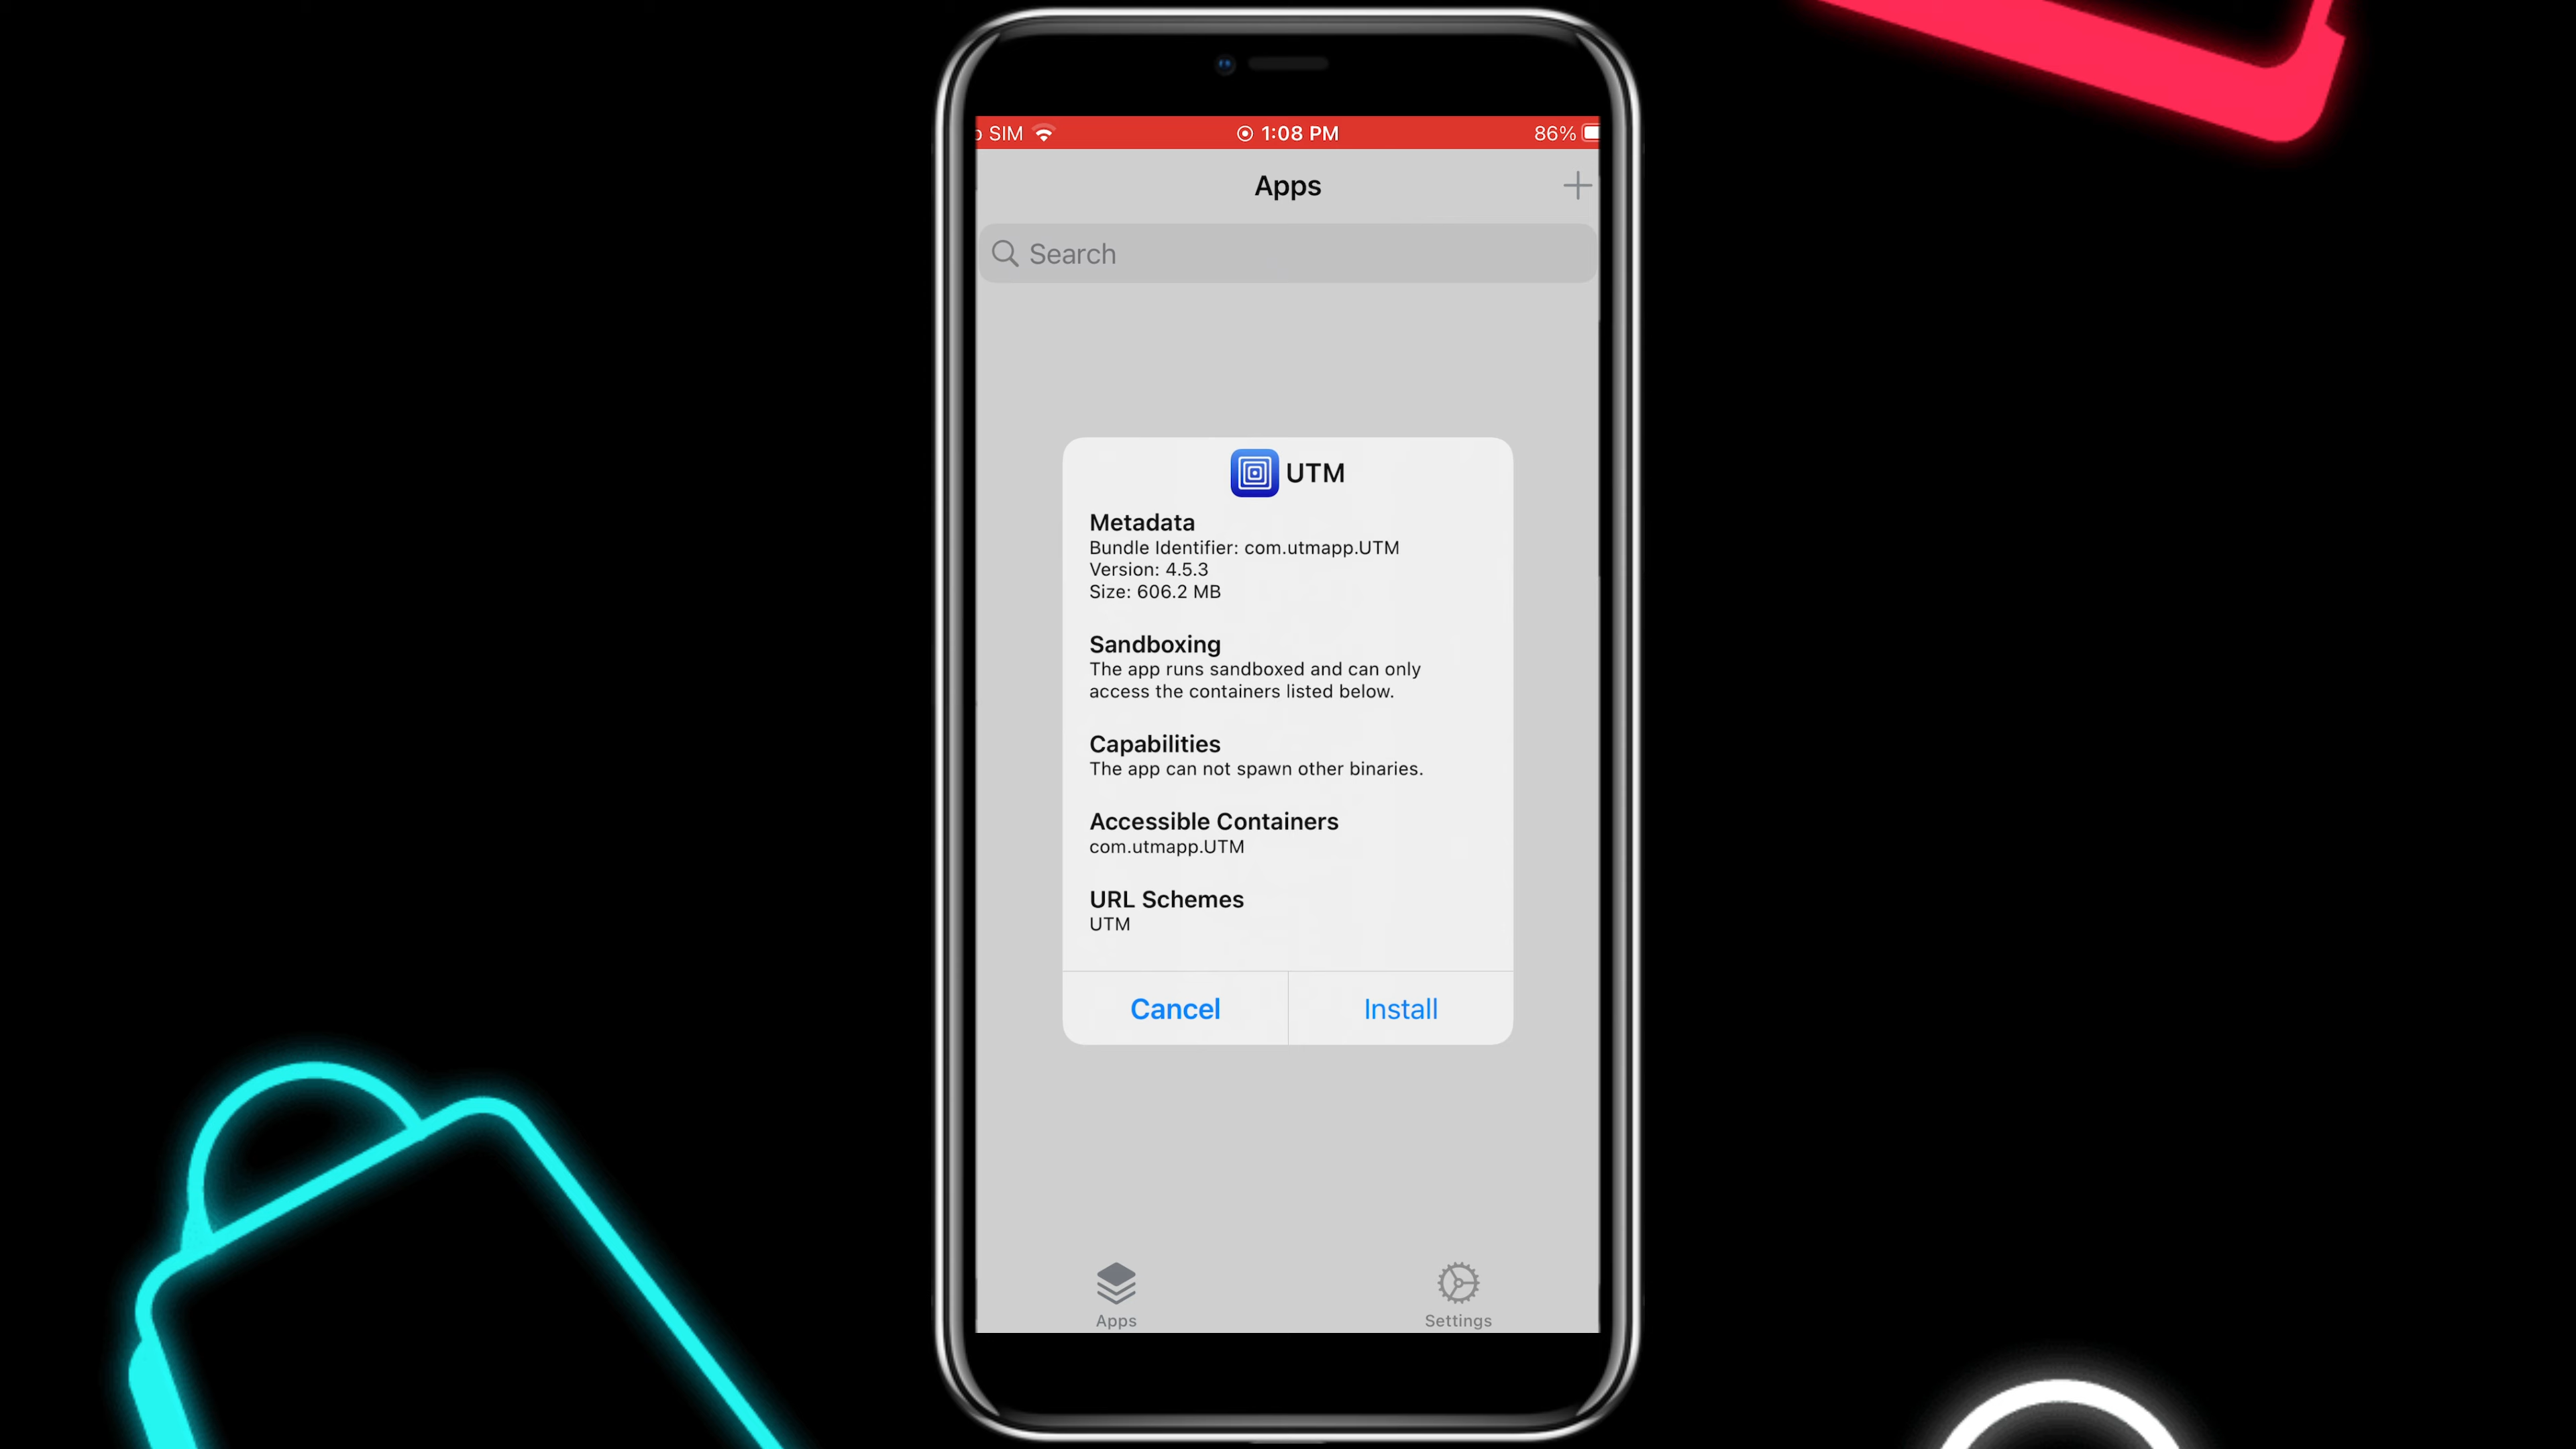 SIM 1:08 PM 86%
Apps
Search
UTM
Metadata
Bundle Identifier: com.utmapp.UTM
Version: 4.5.3
Size: 606.2 MB
Sandboxing
The app runs sandboxed and can only
access the containers listed below.
Capabilities
The app can not spawn other binaries.
Accessible Containers
com.utmapp.UTM
URL Schemes
UTM
Cancel Install
Apps Settings